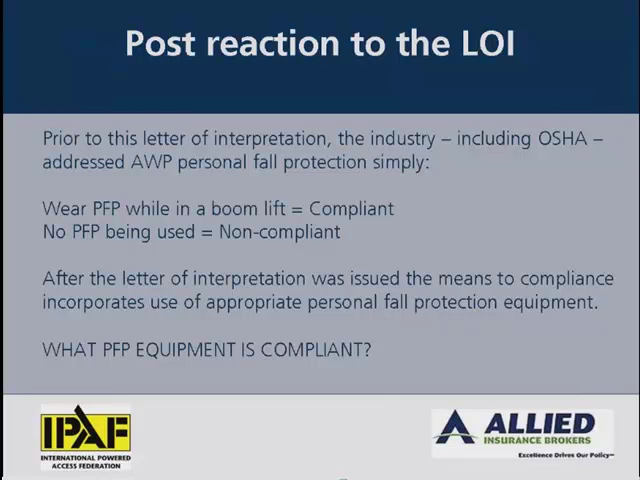 Post reaction to the LOI
Prior to this letter of interpretation, the industry – including OSHA –
addressed AWP personal fall protection simply:
Wear PFP while in a boom lift = Compliant
No PFP being used = Non-compliant
After the letter of interpretation was issued the means to compliance
incorporates use of appropriate personal fall protection equipment.
WHAT PFP EQUIPMENT IS COMPLIANT?
IPAF
INTERNATIONAL POWERED
ACCESS FEDERATION
ALLIED
INSURANCE BROKERS
Excellence Drives Our Policy